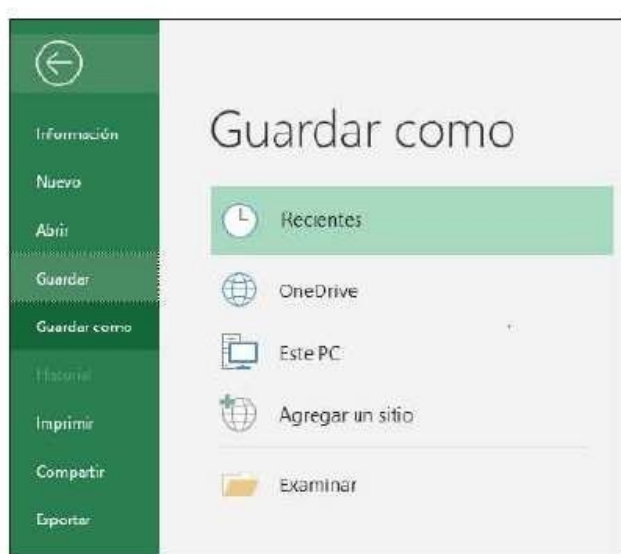 Información
Nuevo
Abrir
Guardar
Guardar como
Historial
Imprimir
Compartir
Exportar
Guardar como
Recientes
OneDrive
Este PC
Agregar un sitio
Examinar